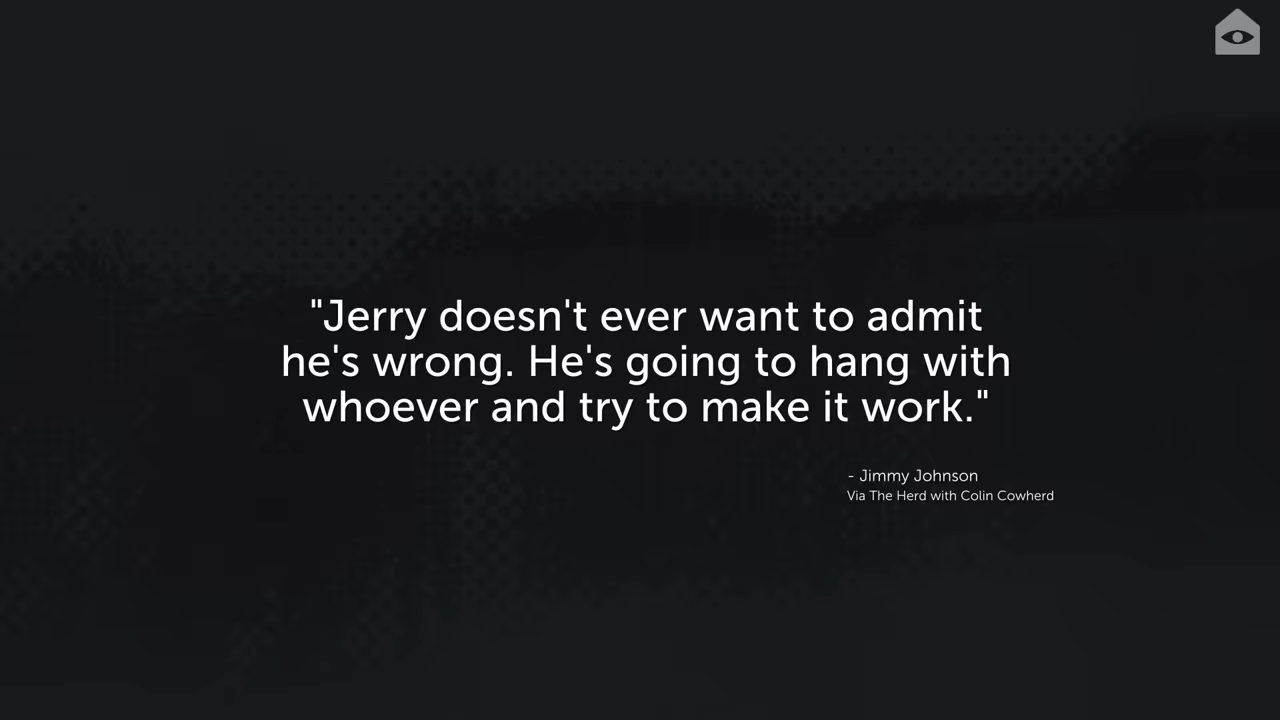 "Jerry doesn't ever want to admit
he's wrong. He's going to hang with
whoever and try to make it work."
- Jimmy Johnson
Via The Herd with Colin Cowherd